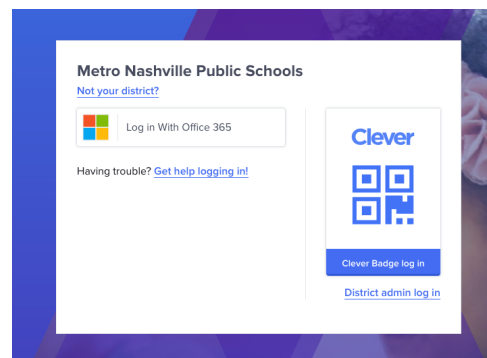 Metro Nashville Public Schools
Not your district?
Log in With Office 365
Having trouble? Get help logging in!
Clever
Clever Badge log in
District admin log in